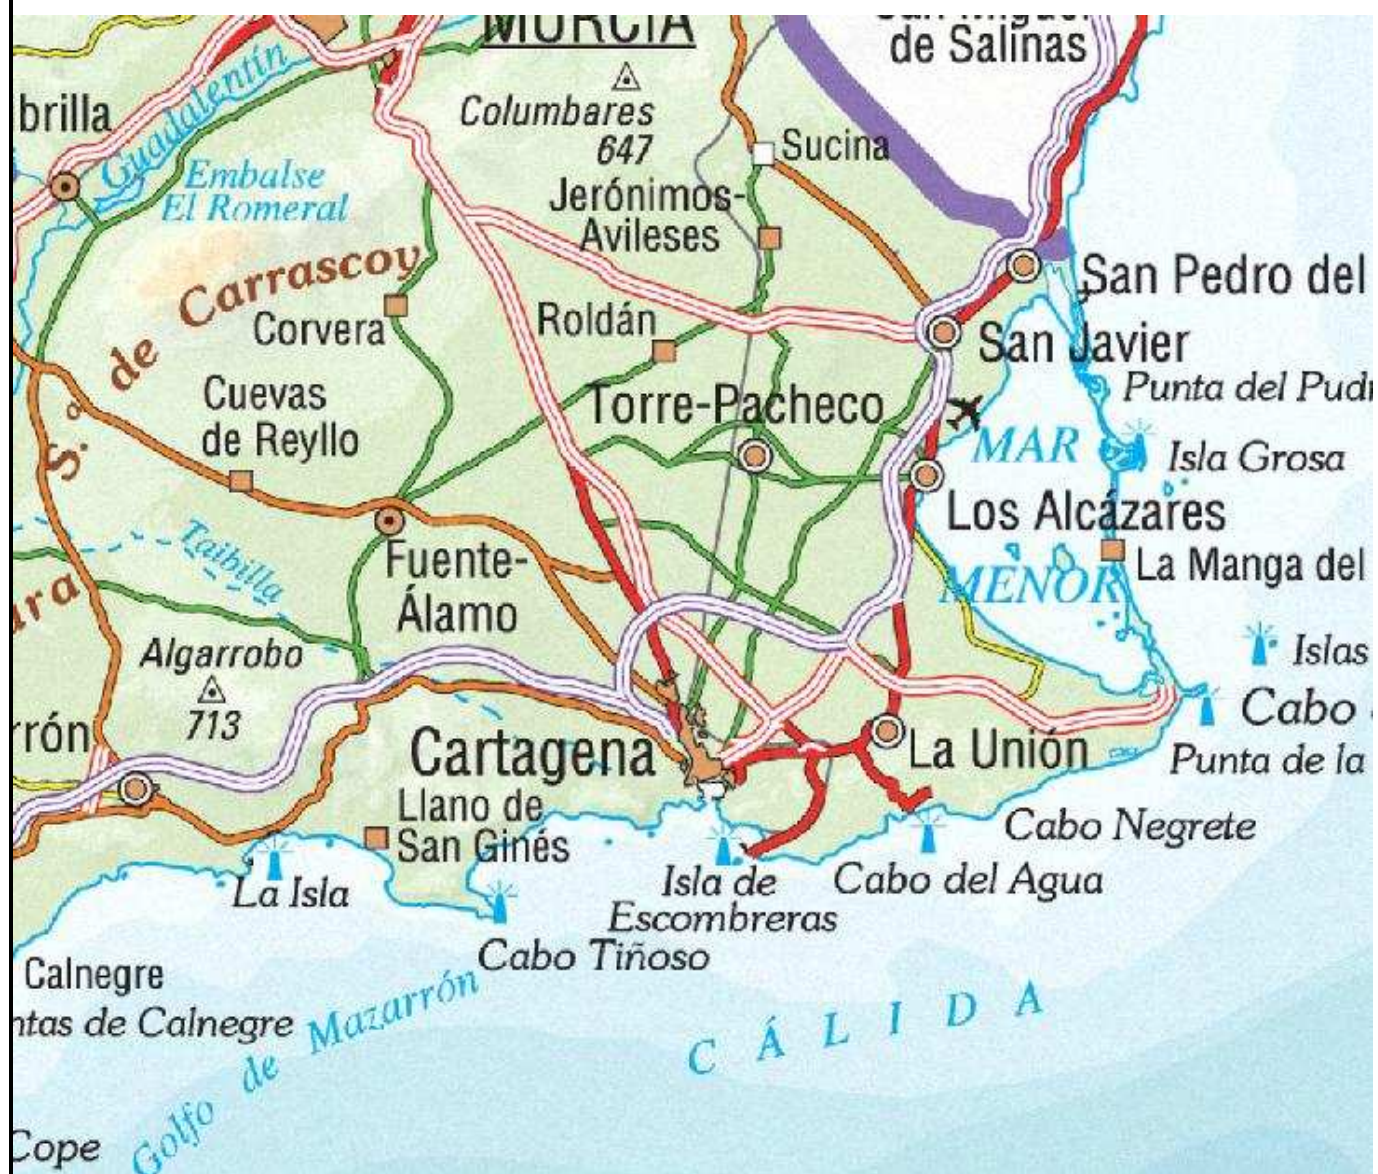 MURCIA
de Salinas
Guadalentín
brilla
Columbares
647
Sucina
Embalse
El Romeral
Jerónimos-
Avileses
S.ª de Carrascoy
San Pedro del
Corvera
Roldán
San Javier
Cuevas
de Reyllo
Torre-Pacheco
Punta del Pud
MAR
Isla Grosa
Los Alcázares
Taibilla
Fuente-
Álamo
MENOR
La Manga del
Algarrobo
713
Islas
Cabo
rrón
Cartagena
La Unión
Punta de la
Llano de
San Ginés
Cabo Negrete
La Isla
Isla de
Escombreras
Cabo del Agua
Cabo Tiñoso
Calnegre
ntas de Calnegre
Golfo de Mazarrón
CÁLIDA
Cope